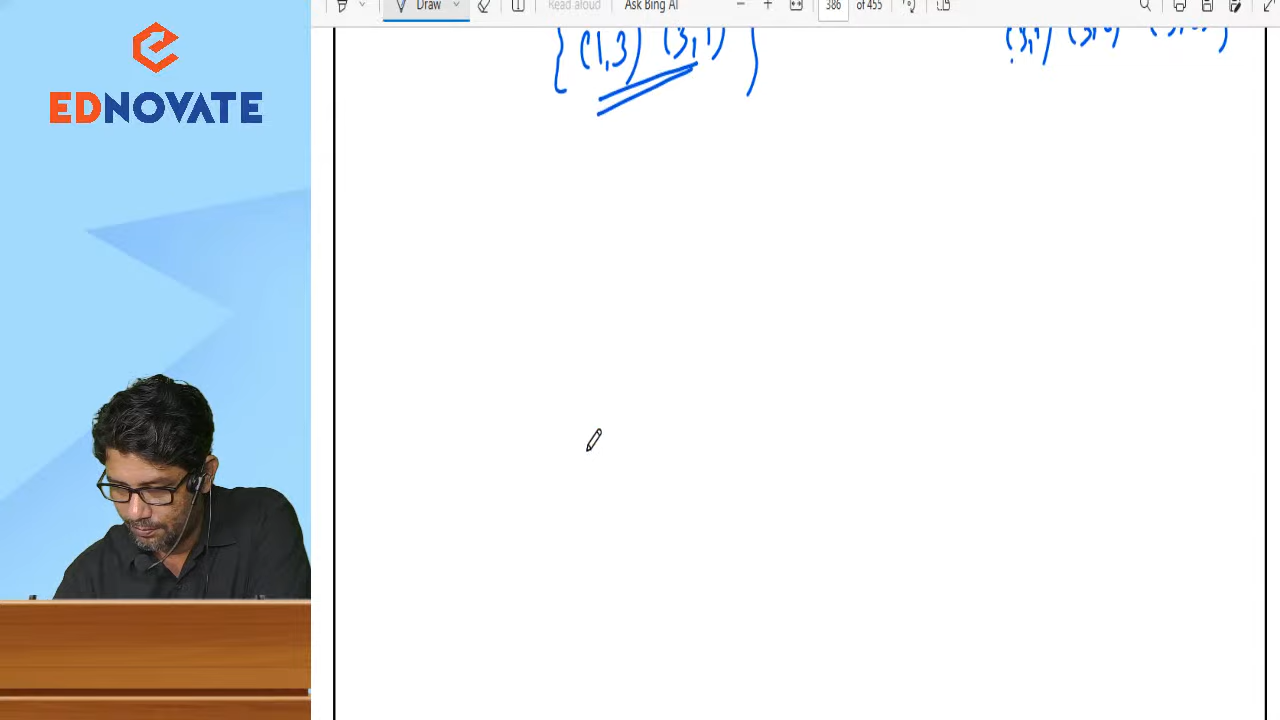 Draw
Read aloud
Ask Bing AI
386 of 455
{ (1,3) (3,1) }
EDNOVATE